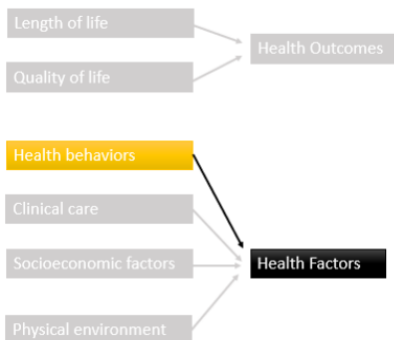 Length of life
Health Outcomes
Quality of life
Health behaviors
Clinical care
Socioeconomic factors
Health Factors
Physical environment